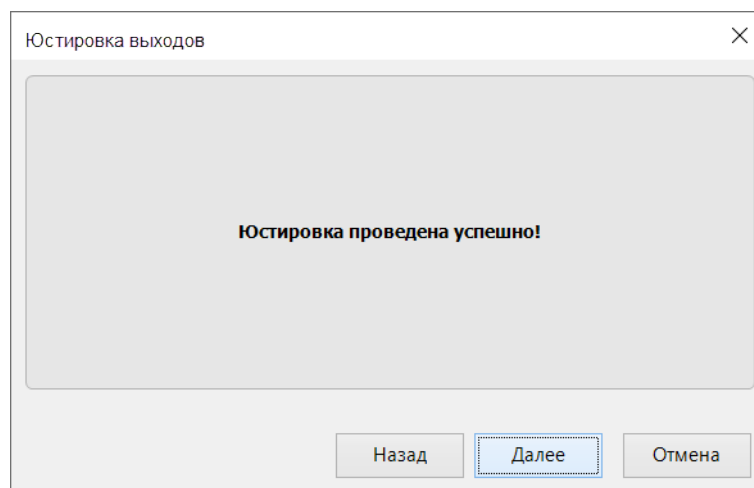 Юстировка выходов
Юстировка проведена успешно!
Назад Далее Отмена